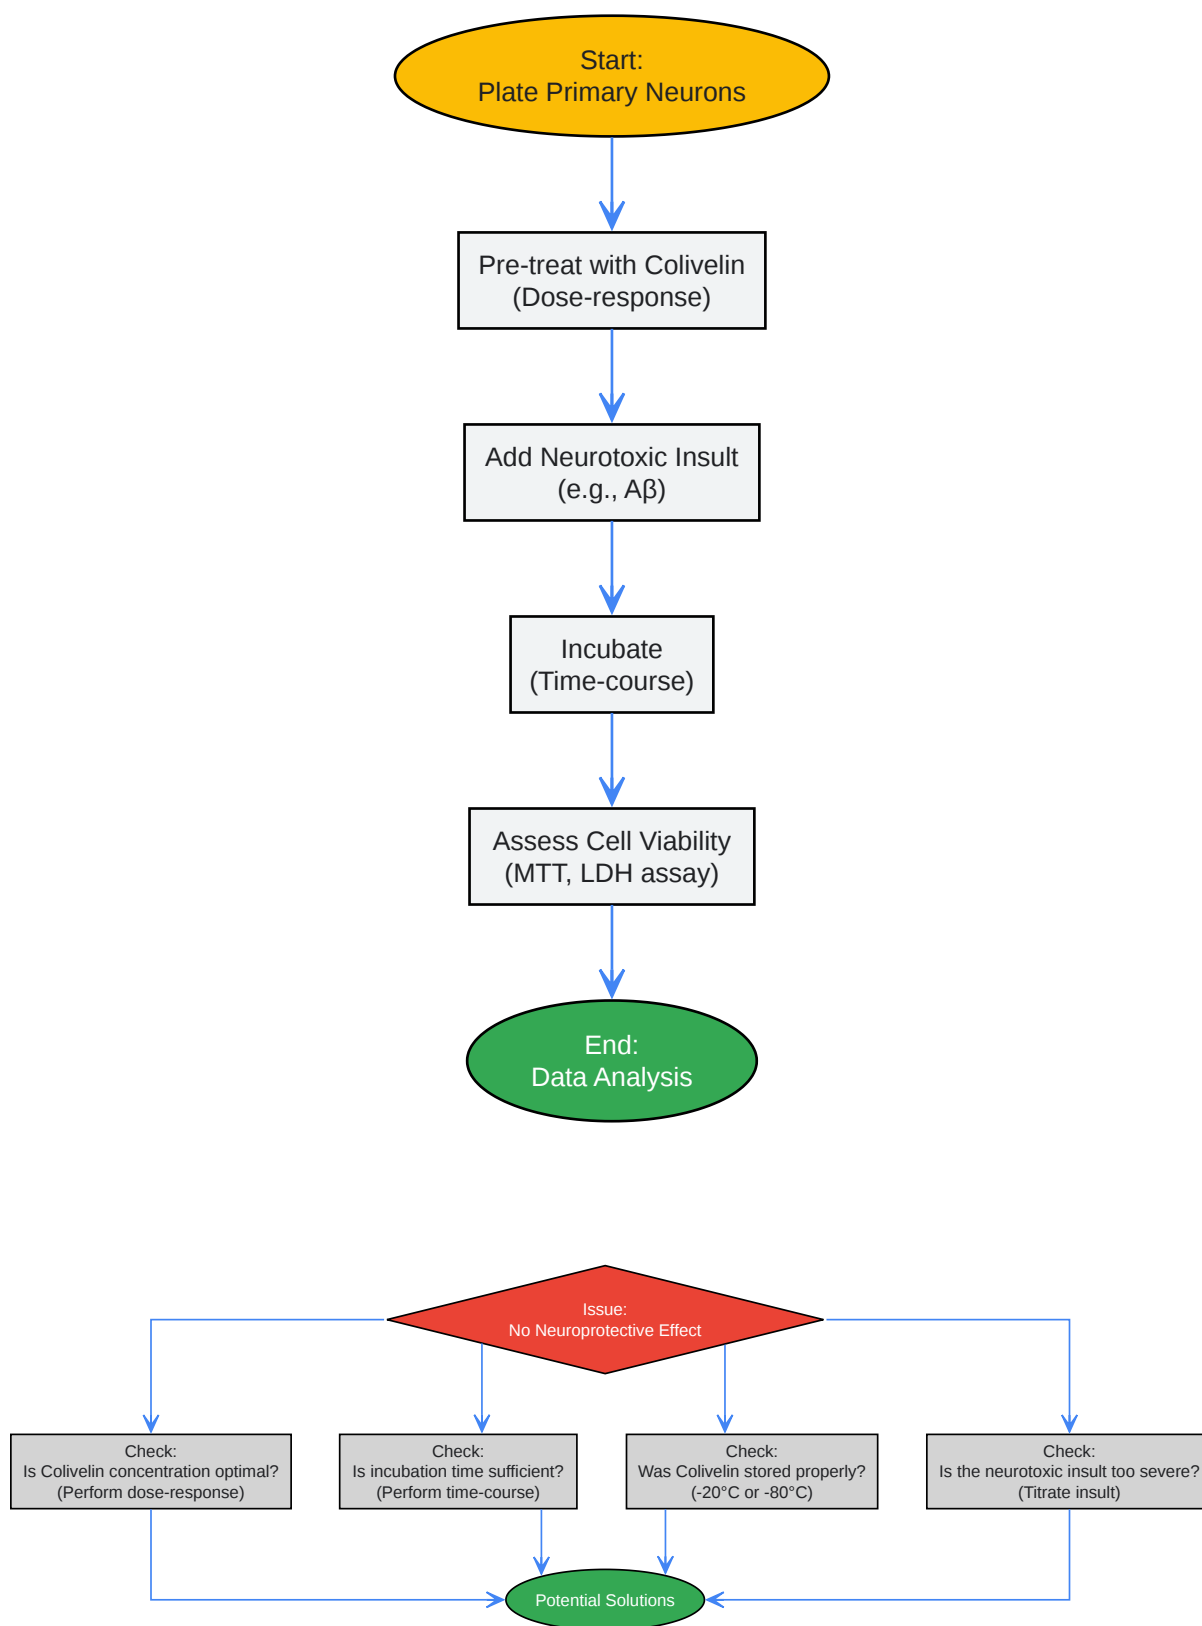 Start:
Plate Primary Neurons
Pre-treat with Colivelin
(Dose-response)
Add Neurotoxic Insult
(e.g., Aβ)
Incubate
(Time-course)
Assess Cell Viability
(MTT, LDH assay)
End:
Data Analysis
Issue:
No Neuroprotective Effect
Check:
Is Colivelin concentration optimal?
(Perform dose-response)
Check:
Is incubation time sufficient?
(Perform time-course)
Check:
Was Colivelin stored properly?
(-20°C or -80°C)
Check:
Is the neurotoxic insult too severe?
(Titrate insult)
Potential Solutions